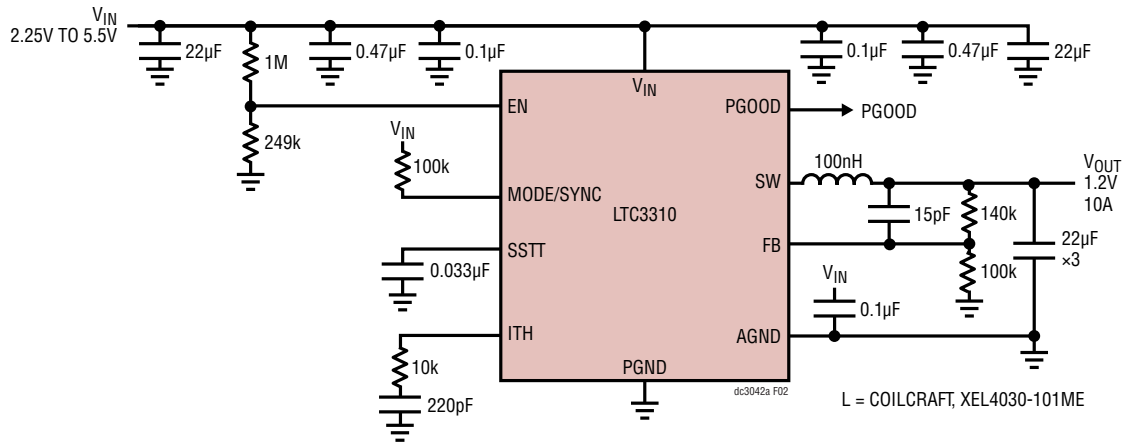 VIN
2.25V TO 5.5V
22µF
1M
0.47µF
0.1µF
0.1µF
0.47µF
22µF
249k
VIN
100k
EN
MODE/SYNC
SSTT
ITH
VIN
LTC3310
PGND
PGOOD
SW
FB
AGND
PGOOD
100nH
VOUT
1.2V
10A
15pF
140k
100k
22µF
×3
VIN
0.1µF
0.033µF
10k
220pF
dc3042a F02
L = COILCRAFT, XEL4030-101ME